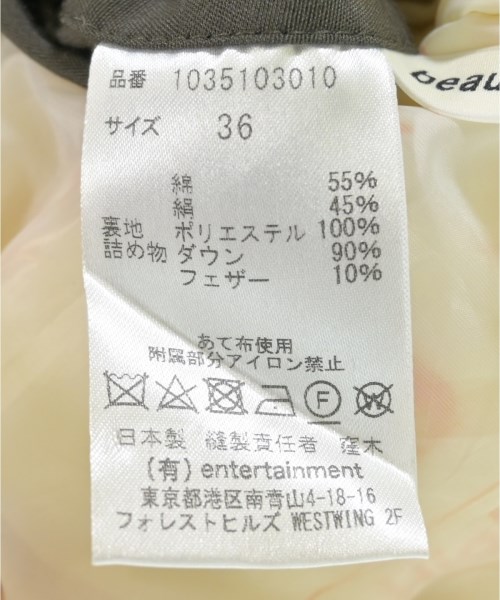 品番 1035103010
beau
サイズ 36
綿 55%
絹 45%
裏地 ポリエステル 100%
詰め物 ダウン 90%
フェザー 10%
あて布使用
附属部分アイロン禁止
F W
日本製 縫製責任者 窪木
(有) entertainment
東京都港区南青山4-18-16
フォレストヒルズ WESTWING 2F